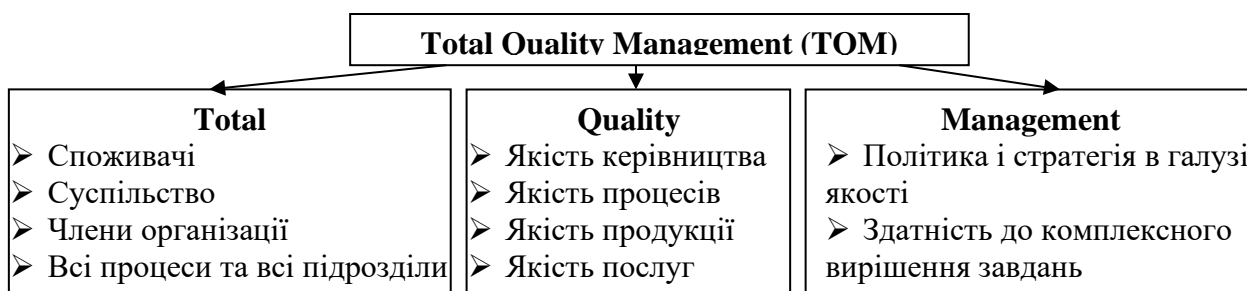 Total Quality Management (TQM)
Total
➢ Споживачі
➢ Суспільство
➢ Члени організації
➢ Всі процеси та всі підрозділи
Quality
➢ Якість керівництва
➢ Якість процесів
➢ Якість продукції
➢ Якість послуг
Management
➢ Політика і стратегія в галузі
якості
➢ Здатність до комплексного
вирішення завдань